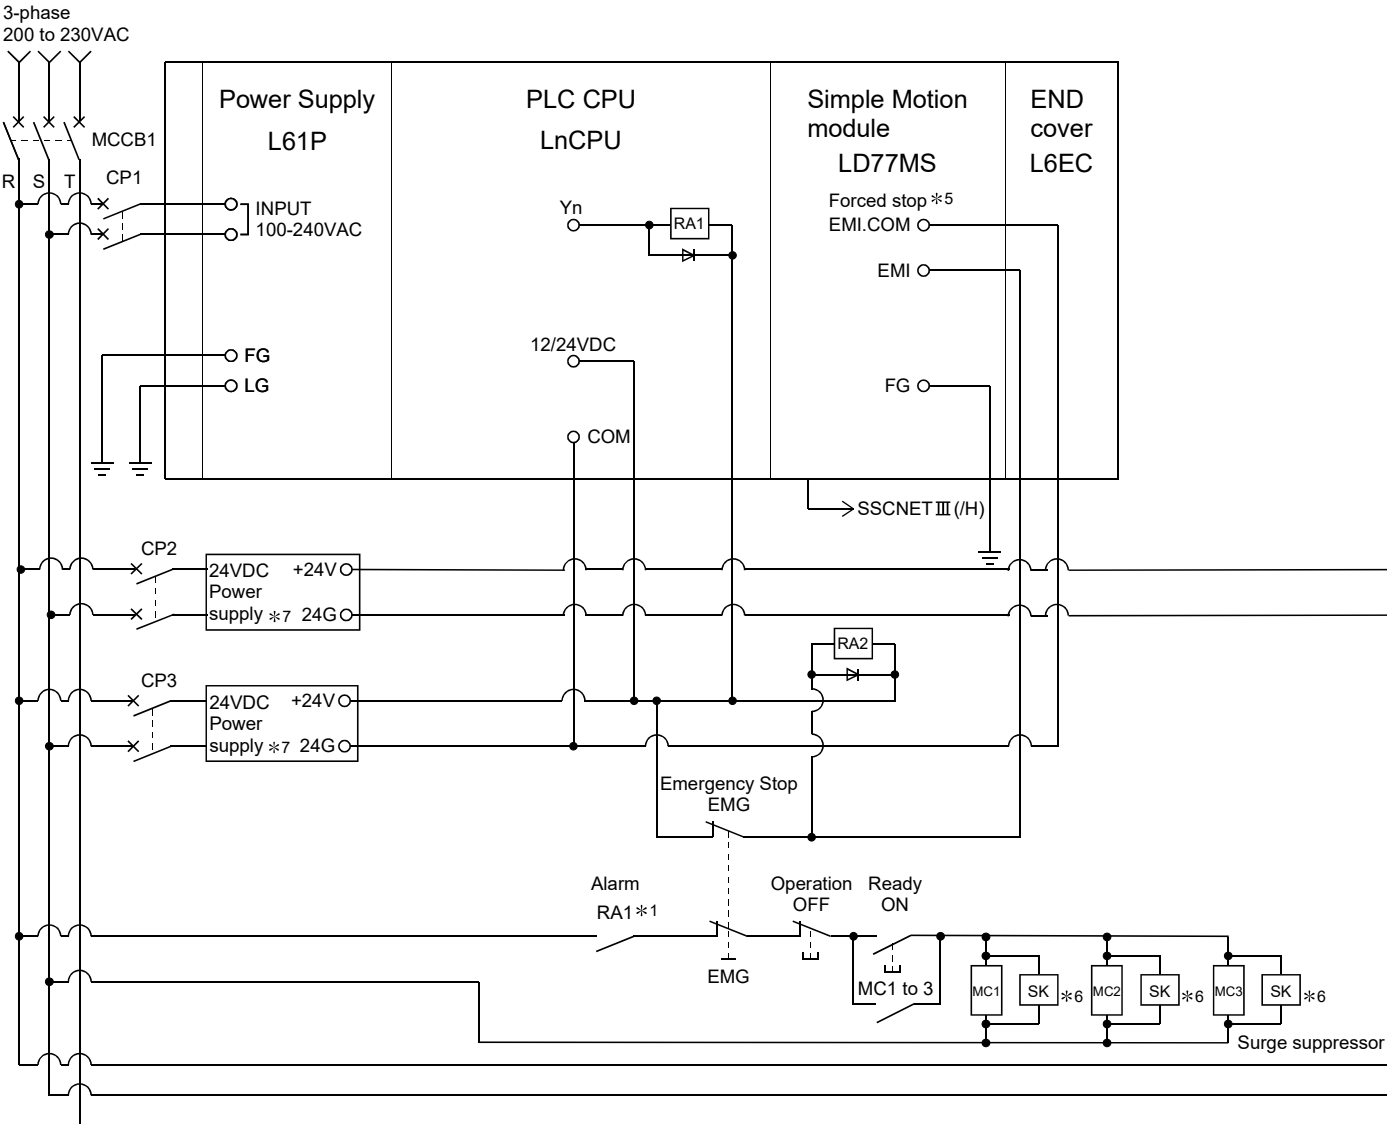 3-phase
200 to 230VAC
MCCB1
R S T
CP1
Power Supply
L61P
INPUT
100-240VAC
FG
LG
PLC CPU
LnCPU
Yn
RA1
12/24VDC
COM
Simple Motion
module
LD77MS
Forced stop *5
EMI.COM
EMI
FG
END
cover
L6EC
SSCNETⅢ(/H)
CP2
24VDC +24V
Power
supply *7 24G
RA2
CP3
24VDC +24V
Power
supply *7 24G
Emergency Stop
EMG
Alarm
RA1*1
EMG
Operation
OFF
Ready
ON
MC1 to 3
MC1 SK *6
MC2 SK *6
MC3 SK *6
Surge suppressor